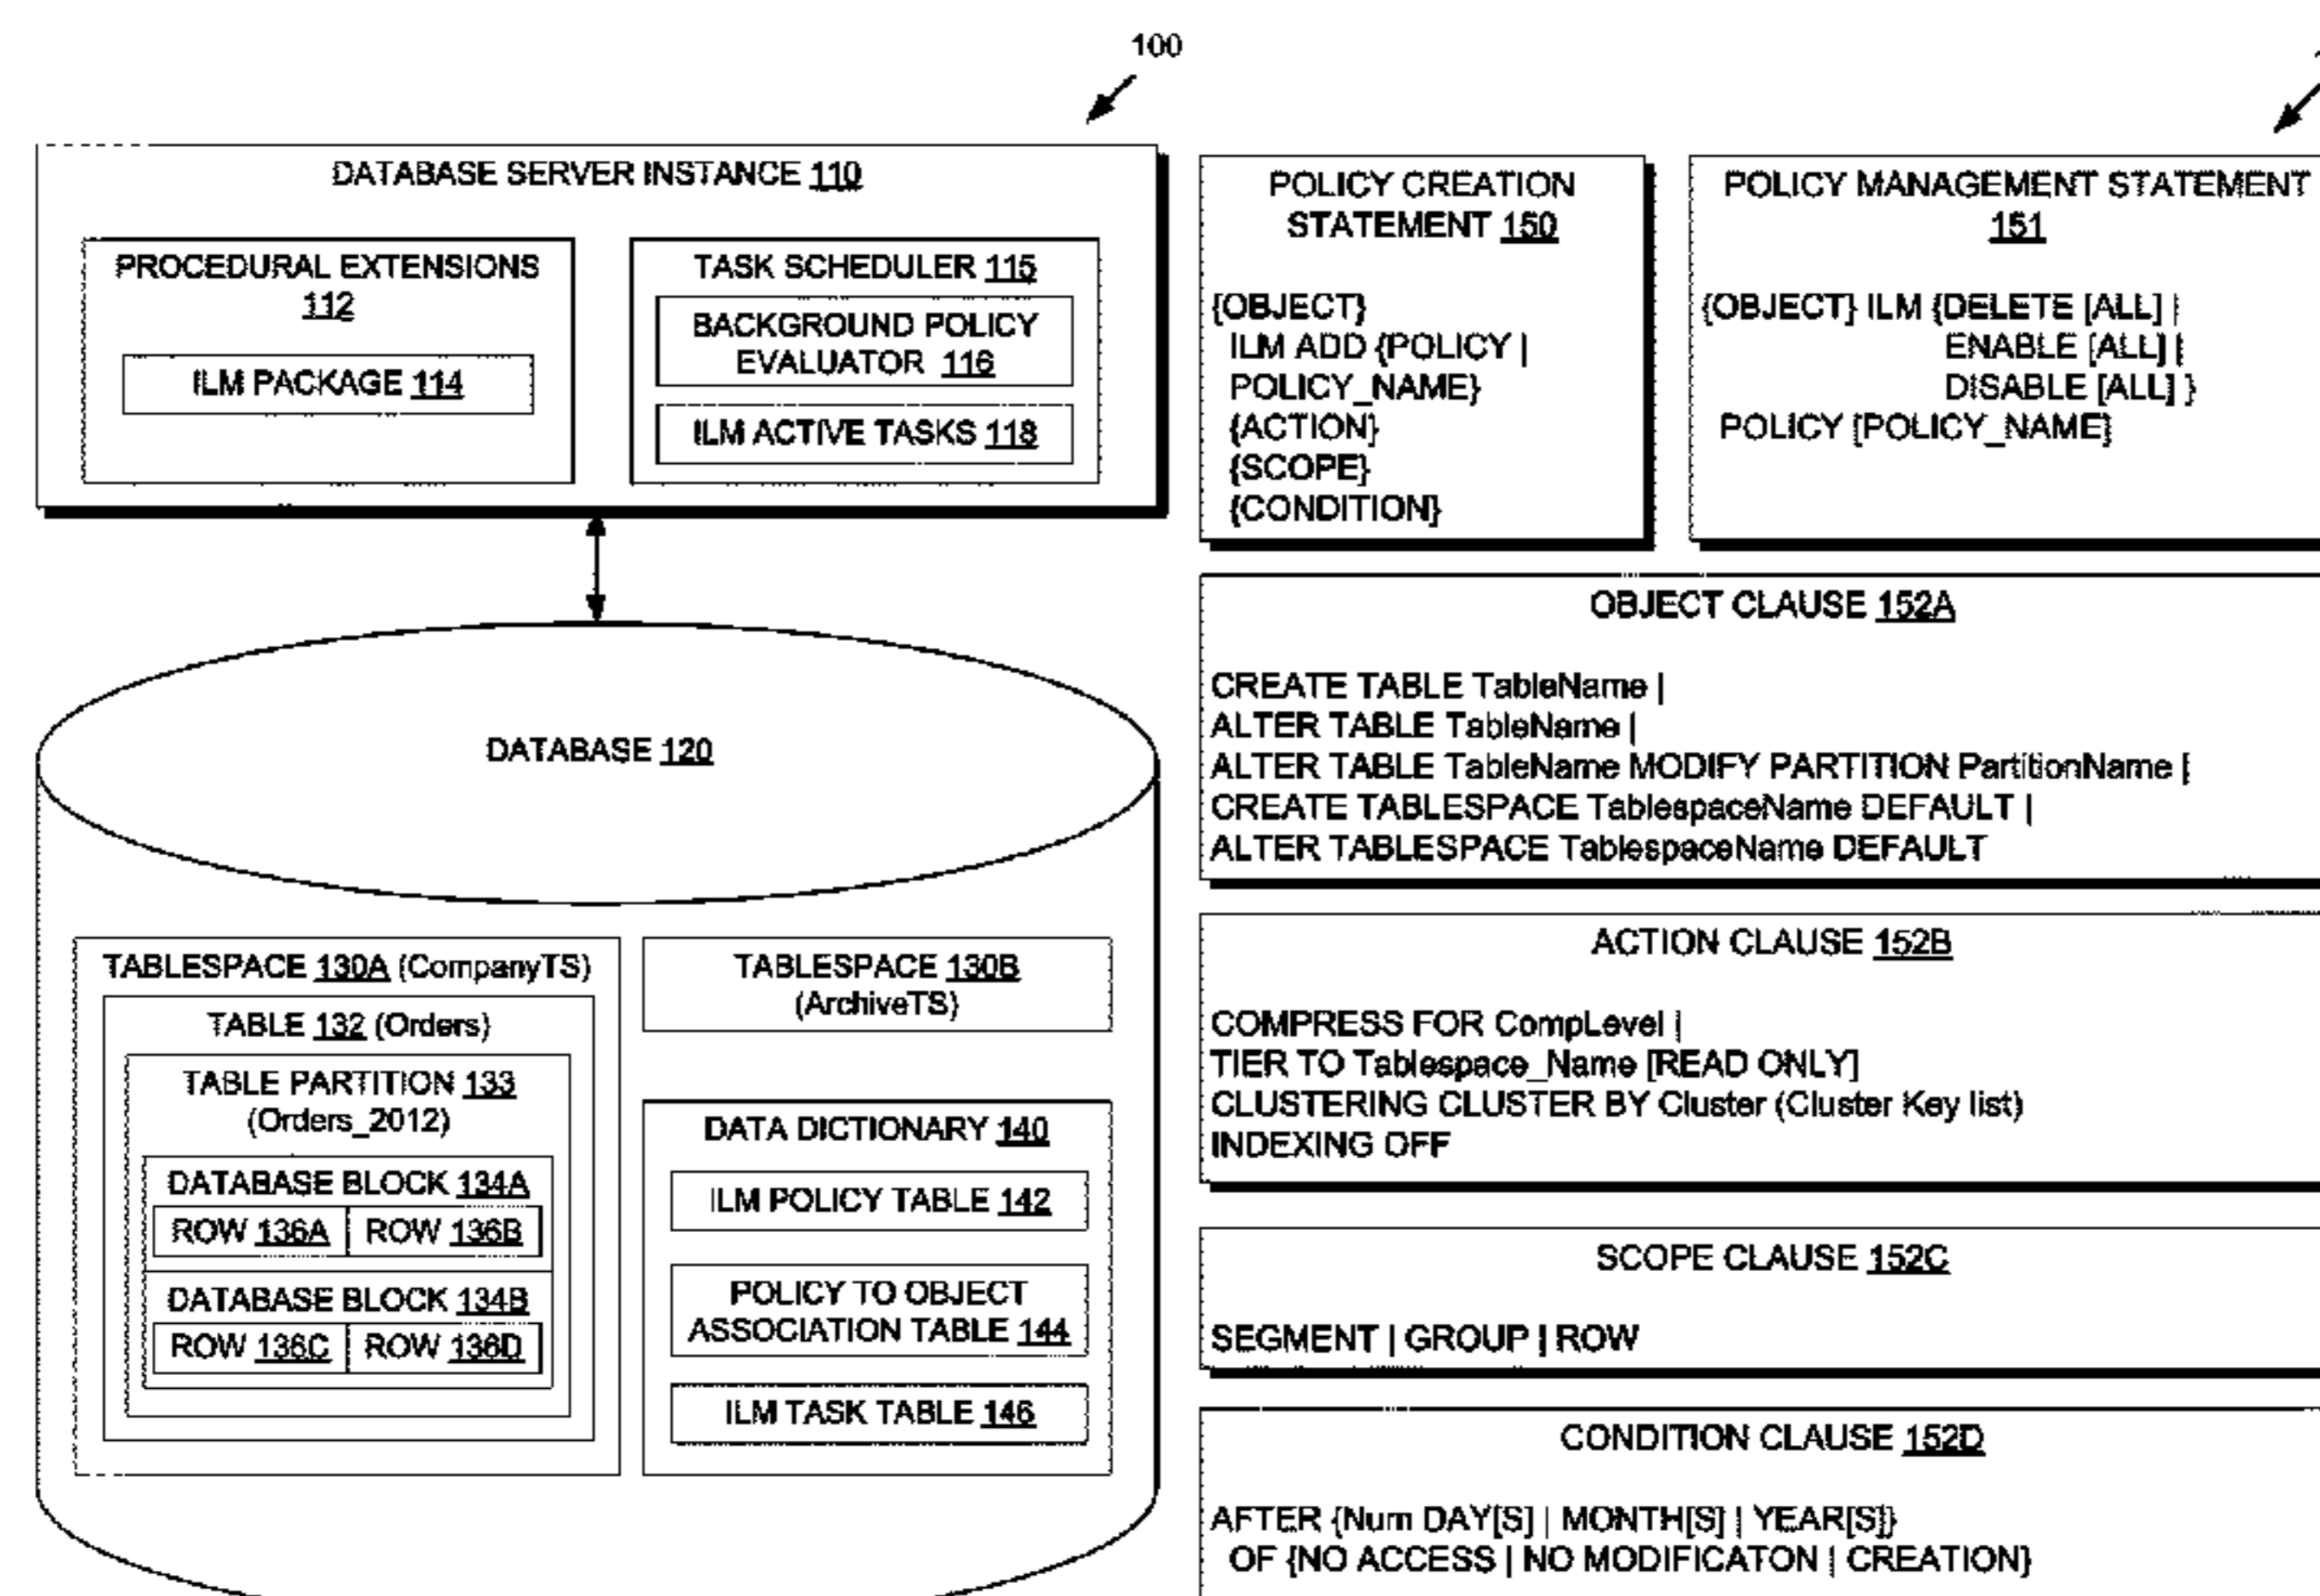 100
DATABASE SERVER INSTANCE 110
PROCEDURAL EXTENSIONS
112
ILM PACKAGE 114
TASK SCHEDULER 115
BACKGROUND POLICY
EVALUATOR 116
ILM ACTIVE TASKS 118
DATABASE 120
TABLESPACE 130A (CompanyTS)
TABLE 132 (Orders)
TABLE PARTITION 133
(Orders_2012)
DATABASE BLOCK 134A
ROW 136A ROW 136B
DATABASE BLOCK 134B
ROW 136C ROW 136D
TABLESPACE 130B
(ArchiveTS)
DATA DICTIONARY 140
ILM POLICY TABLE 142
POLICY TO OBJECT
ASSOCIATION TABLE 144
ILM TASK TABLE 146
POLICY CREATION
STATEMENT 150
{OBJECT}
ILM ADD {POLICY |
POLICY_NAME}
{ACTION}
{SCOPE}
{CONDITION}
POLICY MANAGEMENT STATEMENT
151
{OBJECT} ILM {DELETE [ALL] |
ENABLE [ALL] |
DISABLE [ALL] }
POLICY [POLICY_NAME]
OBJECT CLAUSE 152A
CREATE TABLE TableName |
ALTER TABLE TableName |
ALTER TABLE TableName MODIFY PARTITION PartitionName |
CREATE TABLESPACE TablespaceName DEFAULT |
ALTER TABLESPACE TablespaceName DEFAULT
ACTION CLAUSE 152B
COMPRESS FOR CompLevel |
TIER TO Tablespace_Name [READ ONLY]
CLUSTERING CLUSTER BY Cluster (Cluster Key list)
INDEXING OFF
SCOPE CLAUSE 152C
SEGMENT | GROUP | ROW
CONDITION CLAUSE 152D
AFTER {Num DAY[S] | MONTH[S] | YEAR[S]}
OF {NO ACCESS | NO MODIFICATON | CREATION}